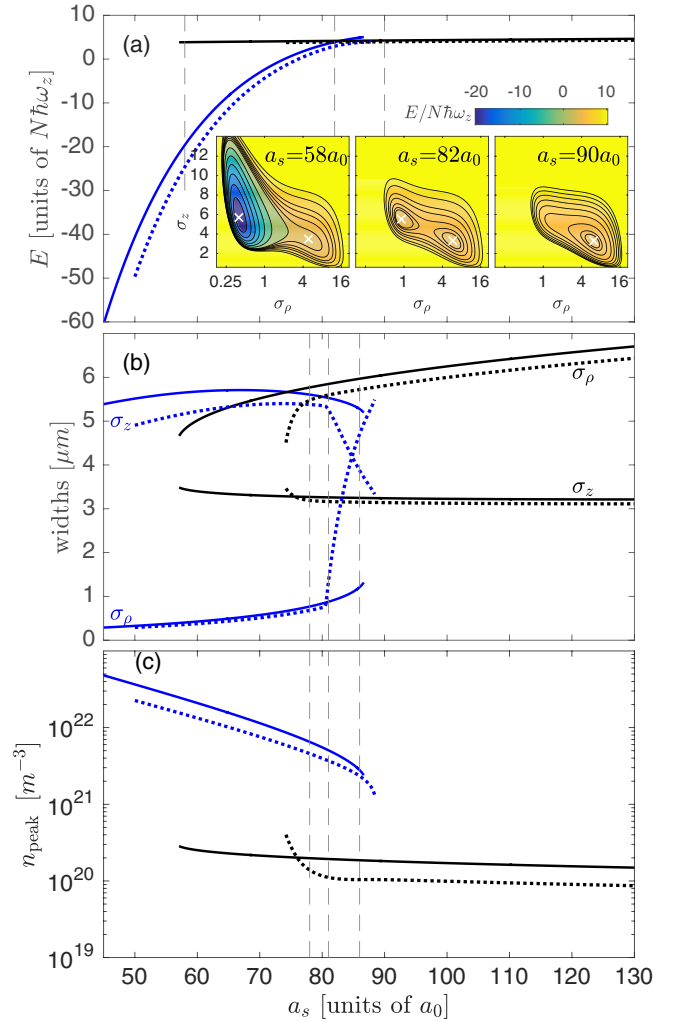 (a)
10
0
-10
-20
-30
-40
-50
-60
E [units of Nħω_z]
-20 -10 0 10
E/Nħω_z
a_s=58a_0
a_s=82a_0
a_s=90a_0
12
10
8
6
4
2
σ_z
0.25 1 4 16
1 4 16
1 4 16
σ_ρ
σ_ρ
σ_ρ
(b)
6
5
4
3
2
1
0
widths [μm]
σ_z
σ_ρ
σ_ρ
σ_z
(c)
10^22
10^21
10^20
10^19
n_peak [m^−3]
50 60 70 80 90 100 110 120 130
a_s [units of a_0]